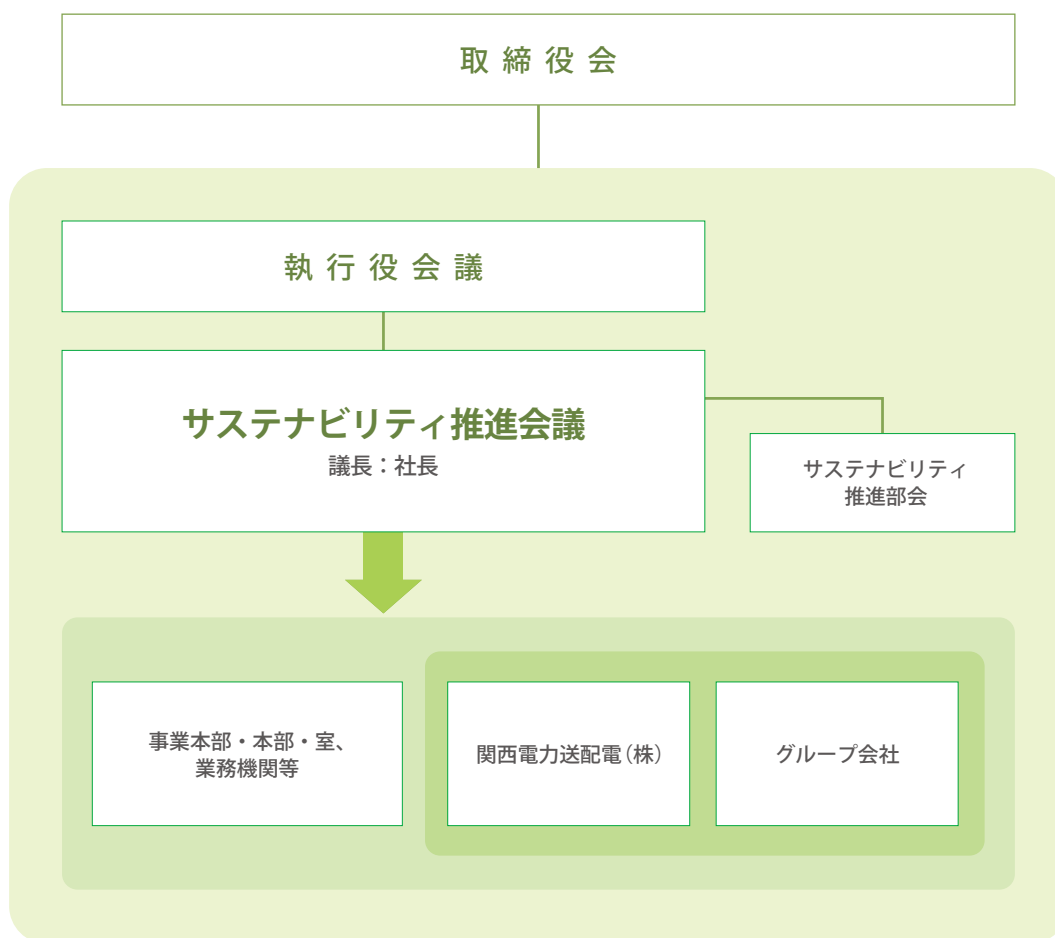 取締役会
執行役会議
サステナビリティ推進会議
議長：社長
サステナビリティ
推進部会
事業本部・本部・室、
業務機関等
関西電力送配電（株）
グループ会社